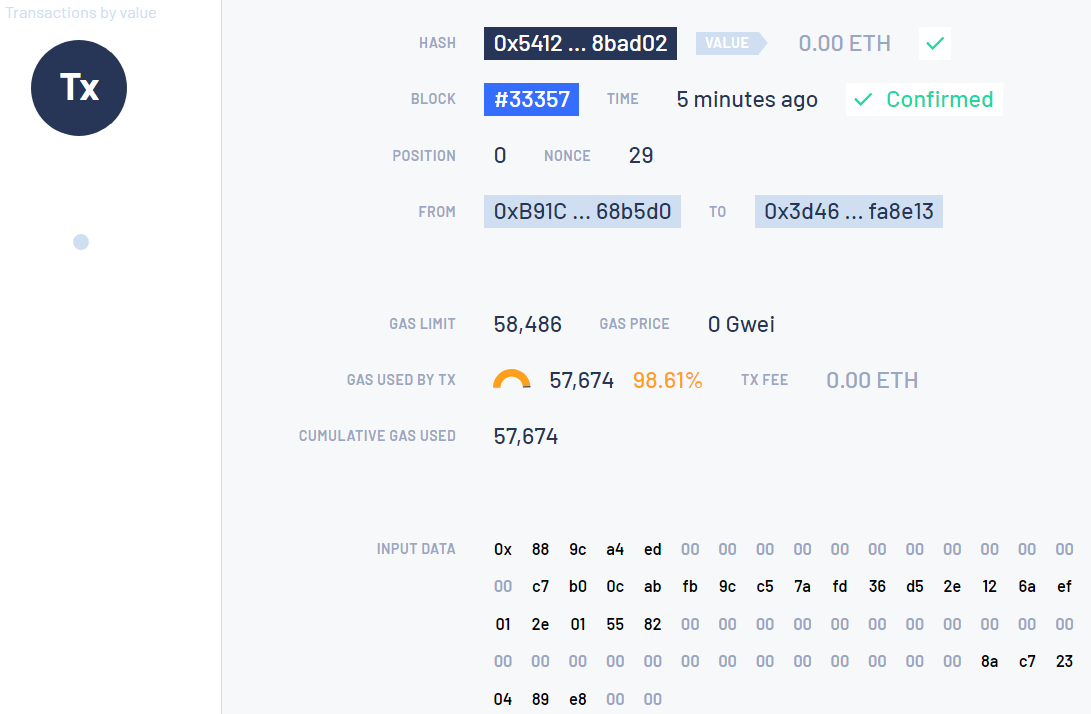 Transactions by value
Tx
HASH 0x5412 ... 8bad02 VALUE 0.00 ETH
BLOCK #33357 TIME 5 minutes ago Confirmed
POSITION 0 NONCE 29
FROM 0xB91C ... 68b5d0 TO 0x3d46 ... fa8e13
GAS LIMIT 58,486 GAS PRICE 0 Gwei
GAS USED BY TX 57,674 98.61% TX FEE 0.00 ETH
CUMULATIVE GAS USED 57,674
INPUT DATA 0x 88 9c a4 ed 00 00 00 00 00 00 00 00 00 00 00
00 c7 b0 0c ab fb 9c c5 7a fd 36 d5 2e 12 6a ef
01 2e 01 55 82 00 00 00 00 00 00 00 00 00 00 00
00 00 00 00 00 00 00 00 00 00 00 00 00 8a c7 23
04 89 e8 00 00